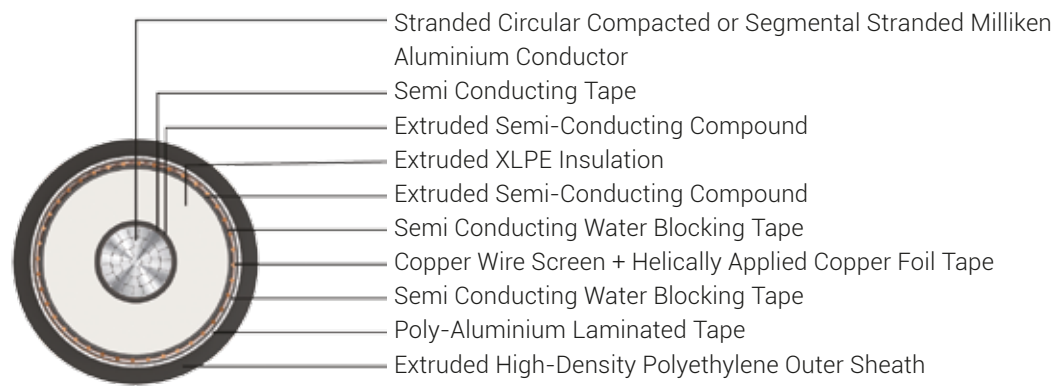 Stranded Circular Compacted or Segmental Stranded Milliken
Aluminium Conductor
Semi Conducting Tape
Extruded Semi-Conducting Compound
Extruded XLPE Insulation
Extruded Semi-Conducting Compound
Semi Conducting Water Blocking Tape
Copper Wire Screen + Helically Applied Copper Foil Tape
Semi Conducting Water Blocking Tape
Poly-Aluminium Laminated Tape
Extruded High-Density Polyethylene Outer Sheath